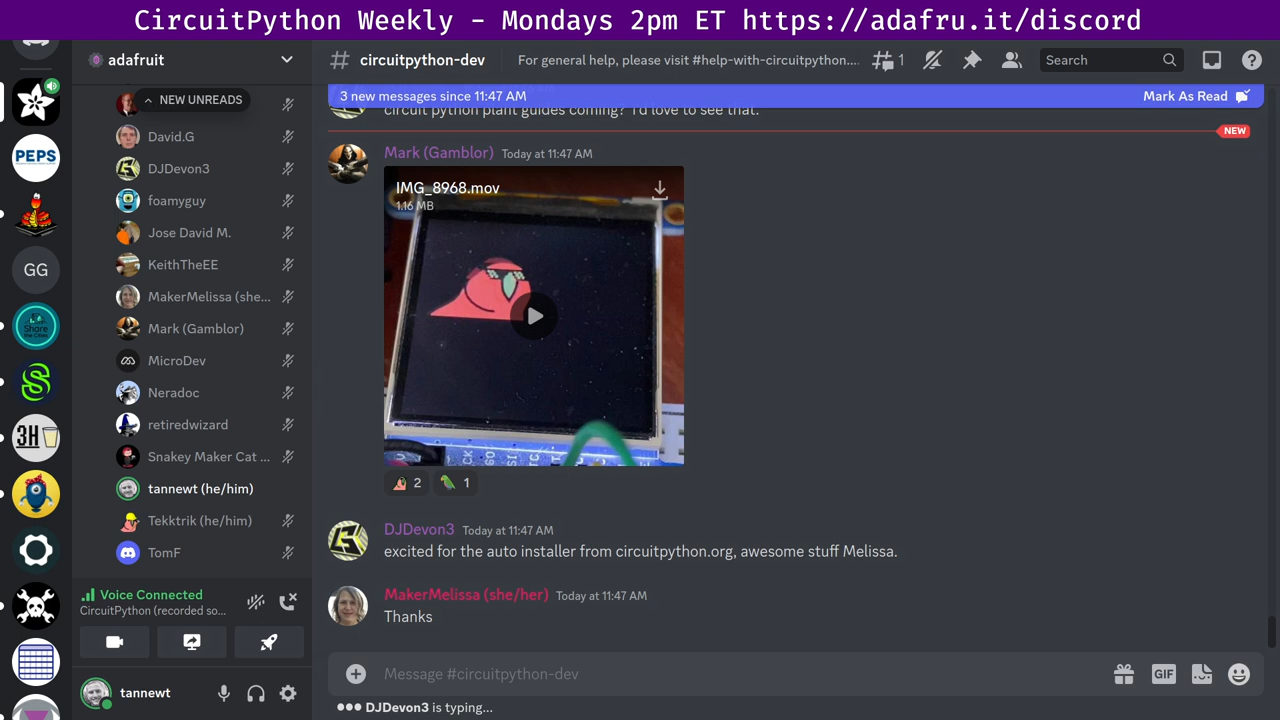 CircuitPython Weekly - Mondays 2pm ET https://adafru.it/discord
adafruit
NEW UNREADS
David.G
DJDevon3
foamyguy
Jose David M.
KeithTheEE
MakerMelissa (she...
Mark (Gamblor)
MicroDev
Neradoc
retiredwizard
Snakey Maker Cat ...
tannewt (he/him)
Tekktrik (he/him)
TomF
Voice Connected
CircuitPython (recorded so...
tannewt
PEPS
GG
Share
3H
circuitpython-dev
For general help, please visit #help-with-circuitpython....
1
Search
3 new messages since 11:47 AM
Mark As Read
circuit python plant guides coming? I'd love to see that.
NEW
Mark (Gamblor) Today at 11:47 AM
IMG_8968.mov
1.16 MB
2
1
DJDevon3 Today at 11:47 AM
excited for the auto installer from circuitpython.org, awesome stuff Melissa.
MakerMelissa (she/her) Today at 11:47 AM
Thanks
Message #circuitpython-dev
GIF
DJDevon3 is typing...